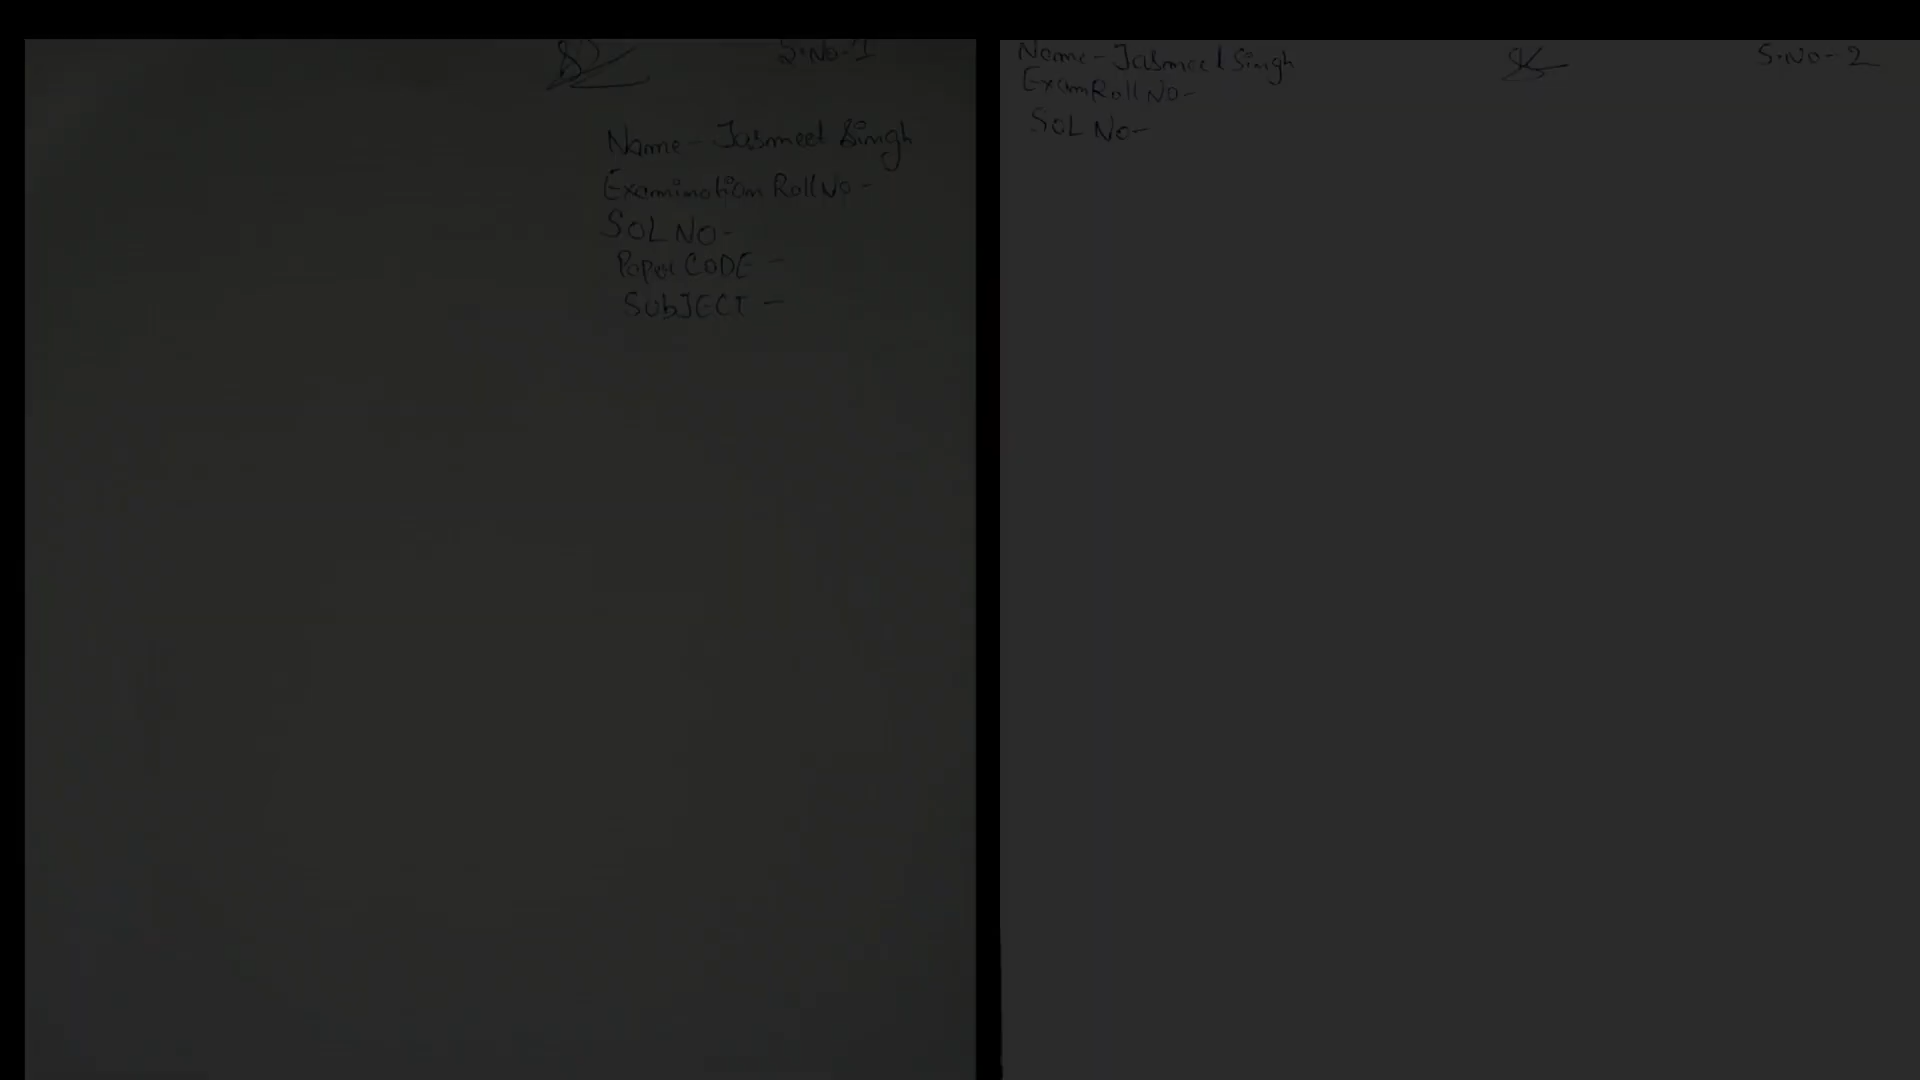 S.No-1
Name - Jasmeet Singh
Examination Roll No -
SOL NO -
Paper CODE -
SUbJECT -
Name - Jasmeet Singh
S.No- 2
Exam Roll No -
SOL No -